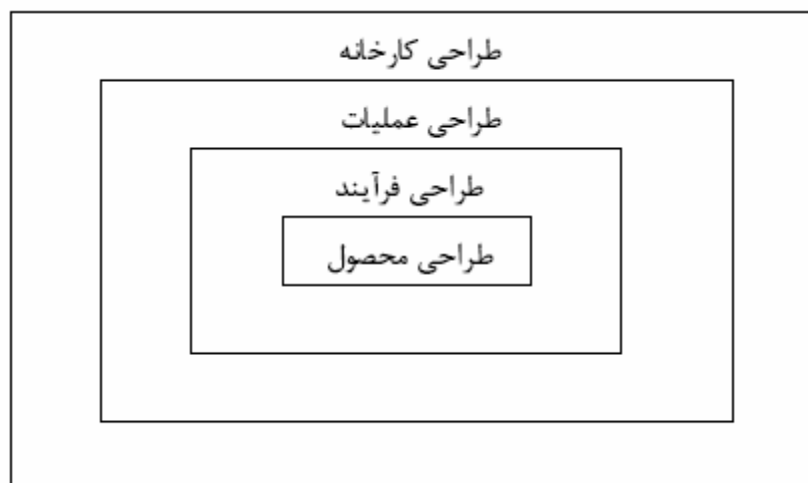 طراحی کارخانه
طراحی عملیات
طراحی فرآیند
طراحی محصول